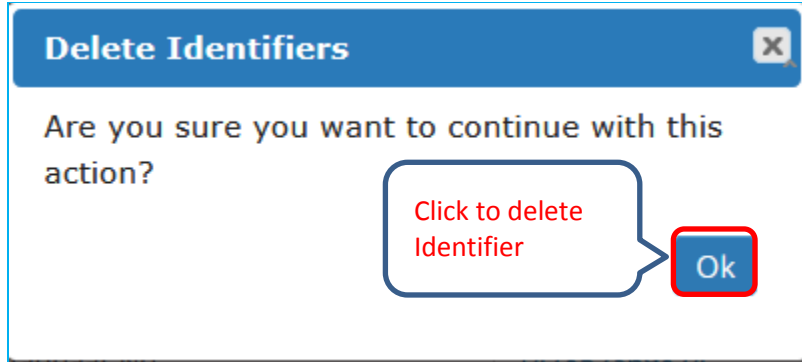 Delete Identifiers
Are you sure you want to continue with this
action?
Click to delete
Identifier
Ok